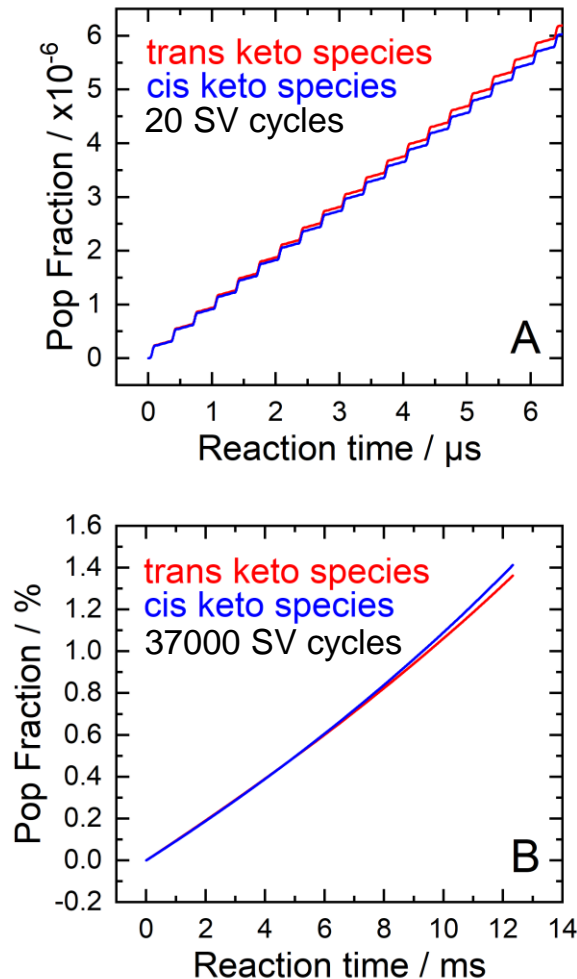 6
5
4
3
2
1
0
Pop Fraction / x10⁻⁶
trans keto species
cis keto species
20 SV cycles
A
0 1 2 3 4 5 6
Reaction time / μs
1.6
1.4
1.2
1.0
0.8
0.6
0.4
0.2
0.0
-0.2
Pop Fraction / %
trans keto species
cis keto species
37000 SV cycles
B
0 2 4 6 8 10 12 14
Reaction time / ms